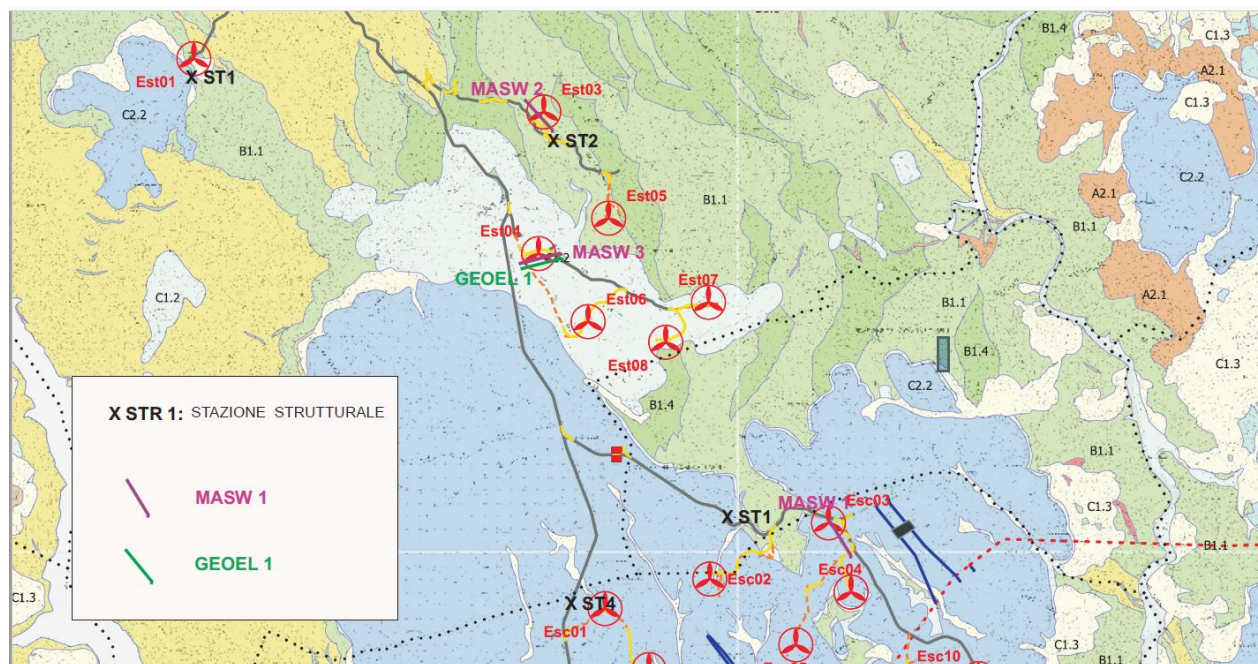 B1.4
C1.3
A2.1
C1.3
Est01
X ST1
MASW 2
Est03
C2.2
X ST2
B1.1
C2.2
B1.1
Est05
B1.1
A2.1
Est04
MASW 3
GEOEL 1
Est07
C1.2
Est06
A2.1
B1.1
Est08
B1.4
C1.3
C2.2
B1.4
X STR 1: STAZIONE STRUTTURALE
B1.1
MASW 1
MASW 1
Esc03
X ST1
C1.3
GEOEL 1
B1.1
Esc02
Esc04
C1.3
X ST4
Esc01
C1.3
Esc10
B1.1